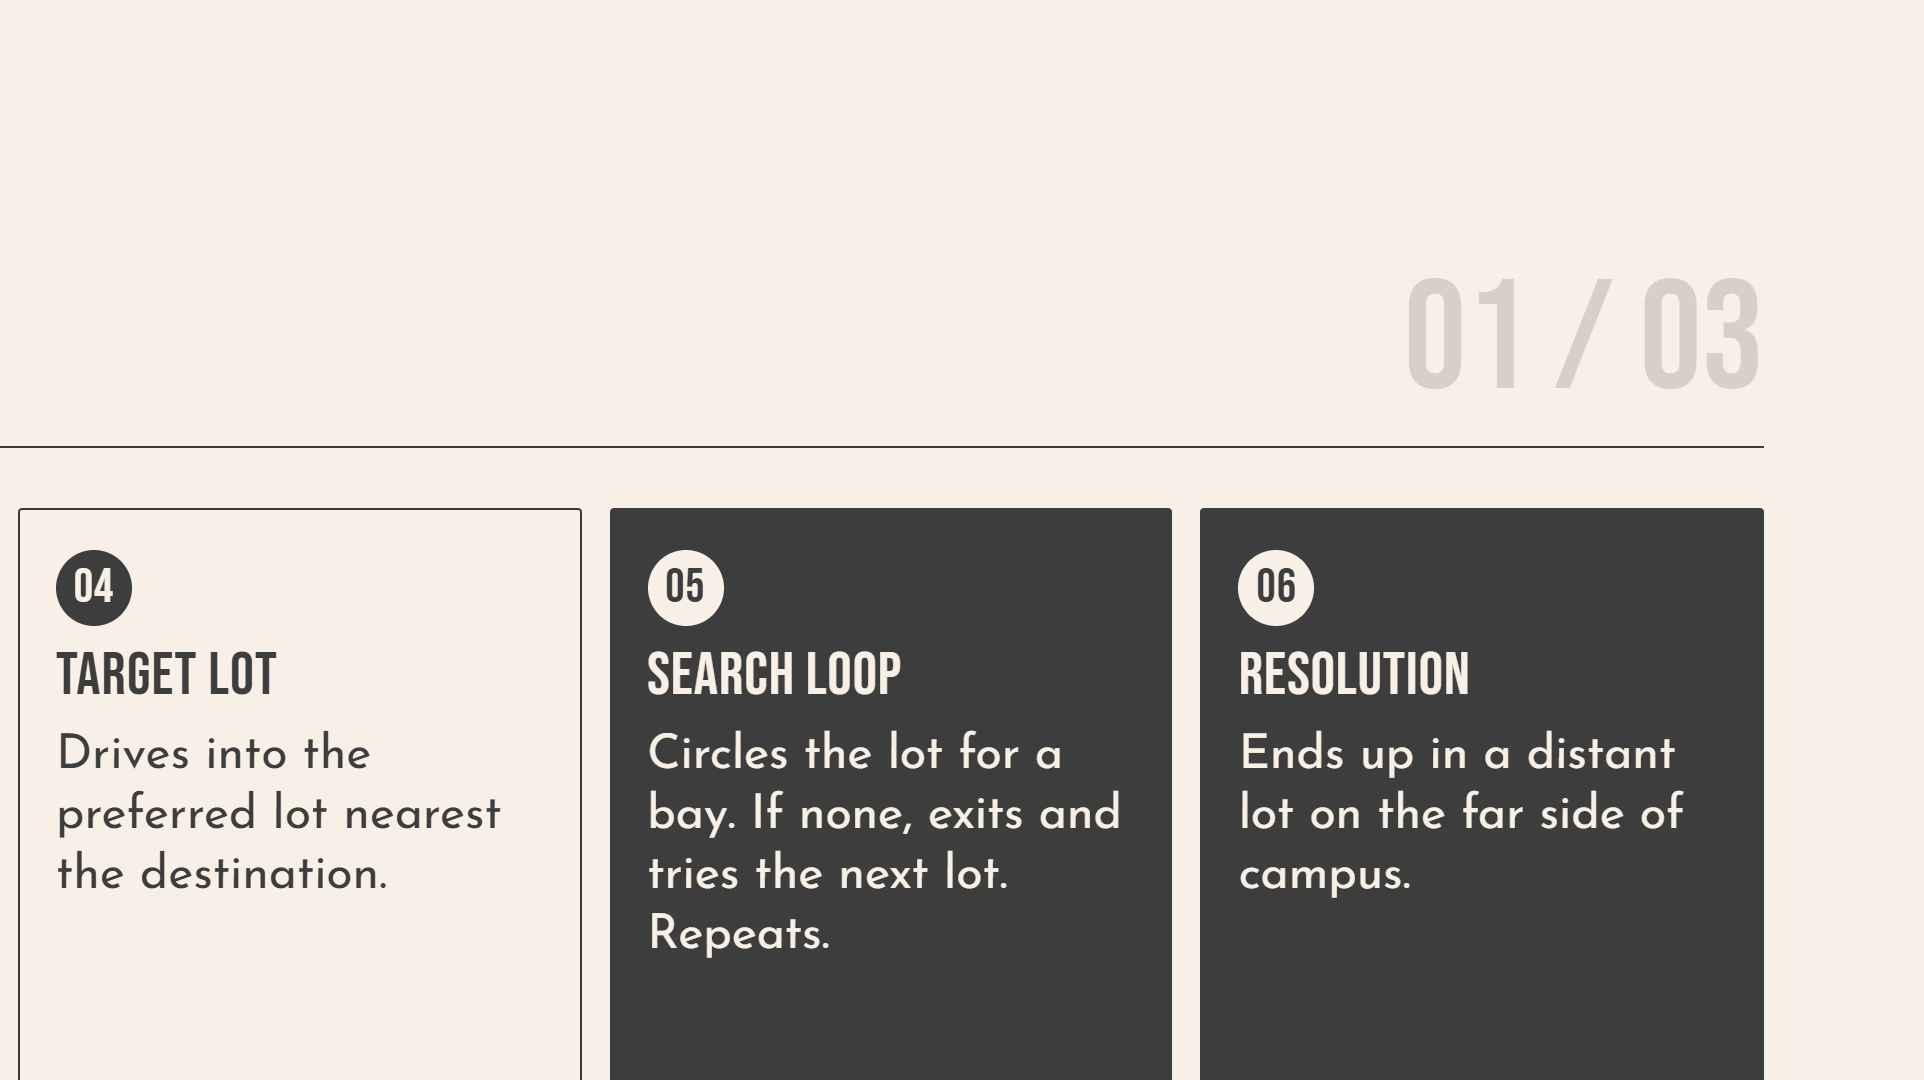 01 / 03
04
TARGET LOT
Drives into the
preferred lot nearest
the destination.
05
SEARCH LOOP
Circles the lot for a
bay. If none, exits and
tries the next lot.
Repeats.
06
RESOLUTION
Ends up in a distant
lot on the far side of
campus.